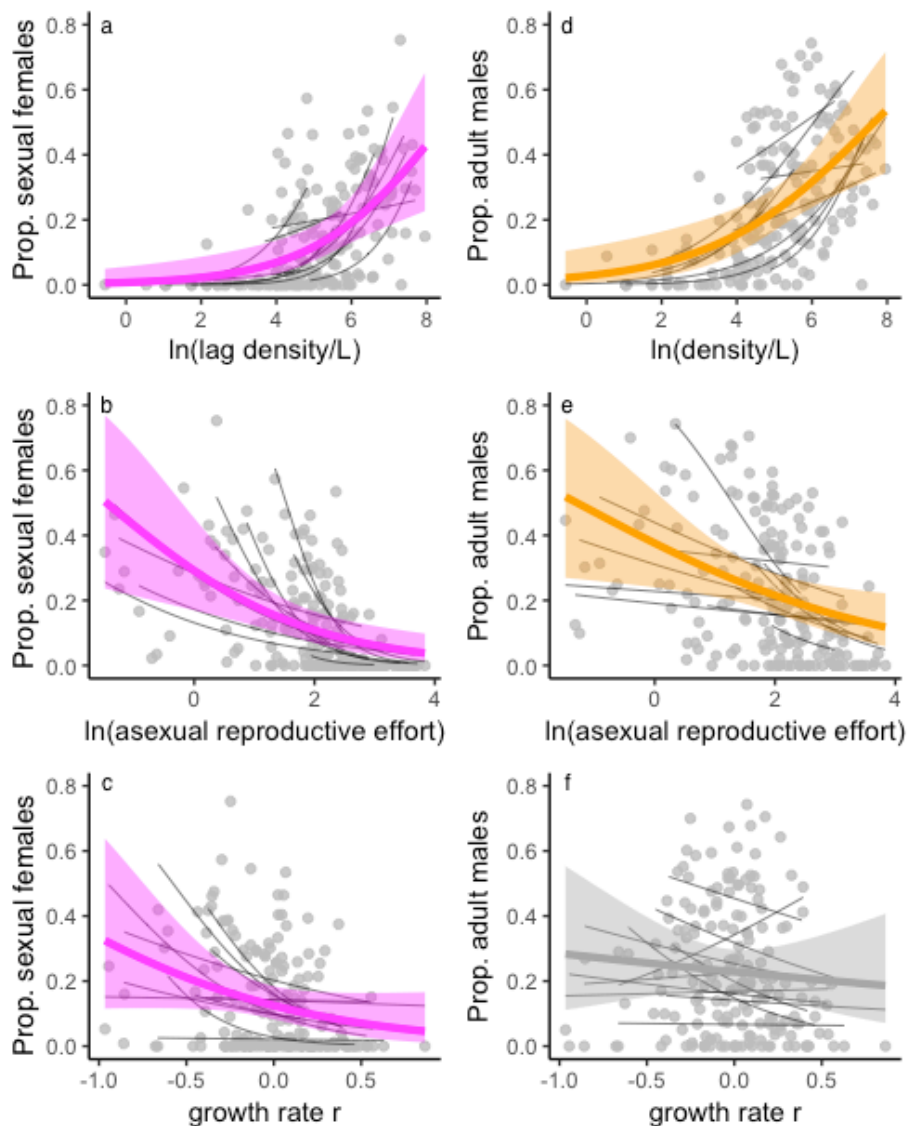 a
Prop. sexual females
0.8
0.6
0.4
0.2
0.0
0 2 4 6 8
ln(lag density/L)
d
Prop. adult males
0.8
0.6
0.4
0.2
0.0
0 2 4 6 8
ln(density/L)
b
Prop. sexual females
0.8
0.6
0.4
0.2
0.0
0 2 4
ln(asexual reproductive effort)
e
Prop. adult males
0.8
0.6
0.4
0.2
0.0
0 2 4
ln(asexual reproductive effort)
c
Prop. sexual females
0.8
0.6
0.4
0.2
0.0
-1.0 -0.5 0.0 0.5
growth rate r
f
Prop. adult males
0.8
0.6
0.4
0.2
0.0
-1.0 -0.5 0.0 0.5
growth rate r